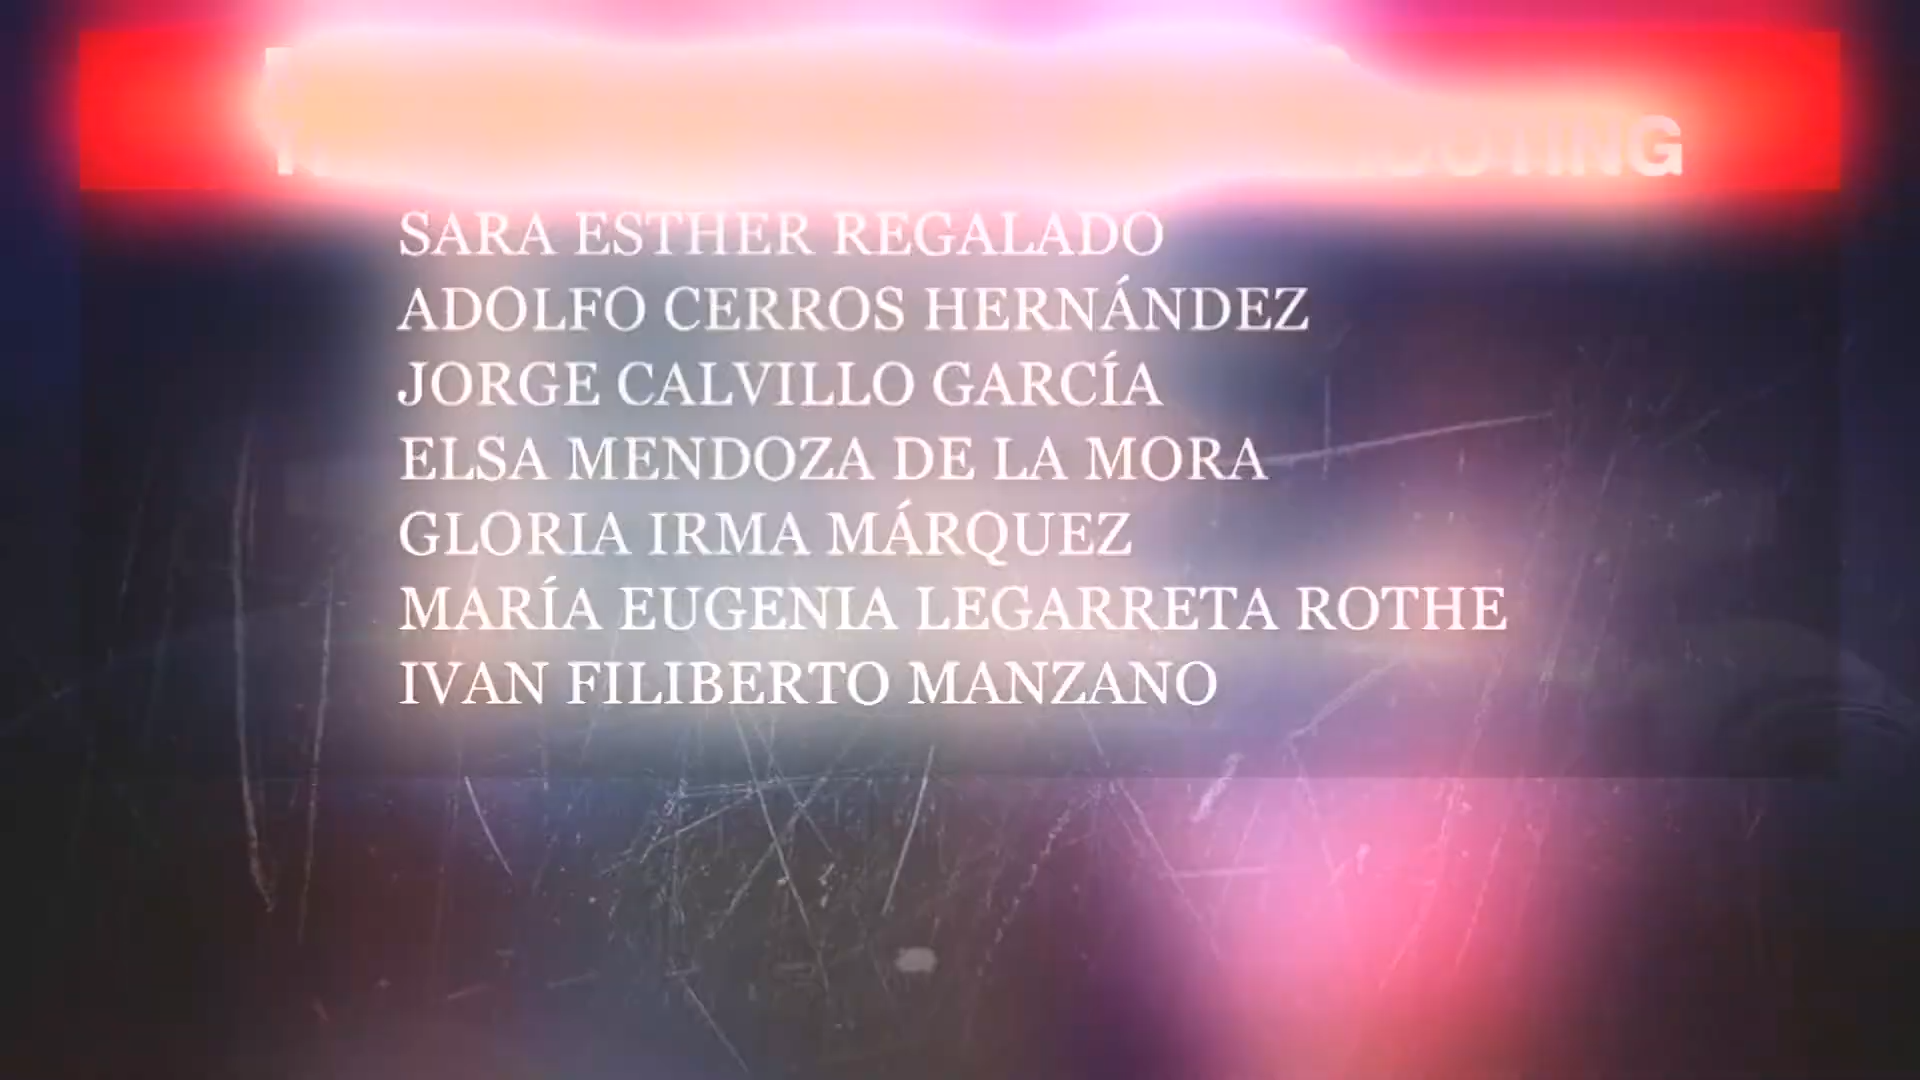 SARA ESTHER REGALADO
ADOLFO CERROS HERNÁNDEZ
JORGE CALVILLO GARCÍA
ELSA MENDOZA DE LA MORA
GLORIA IRMA MÁRQUEZ
MARÍA EUGENIA LEGARRETA ROTHE
IVAN FILIBERTO MANZANO